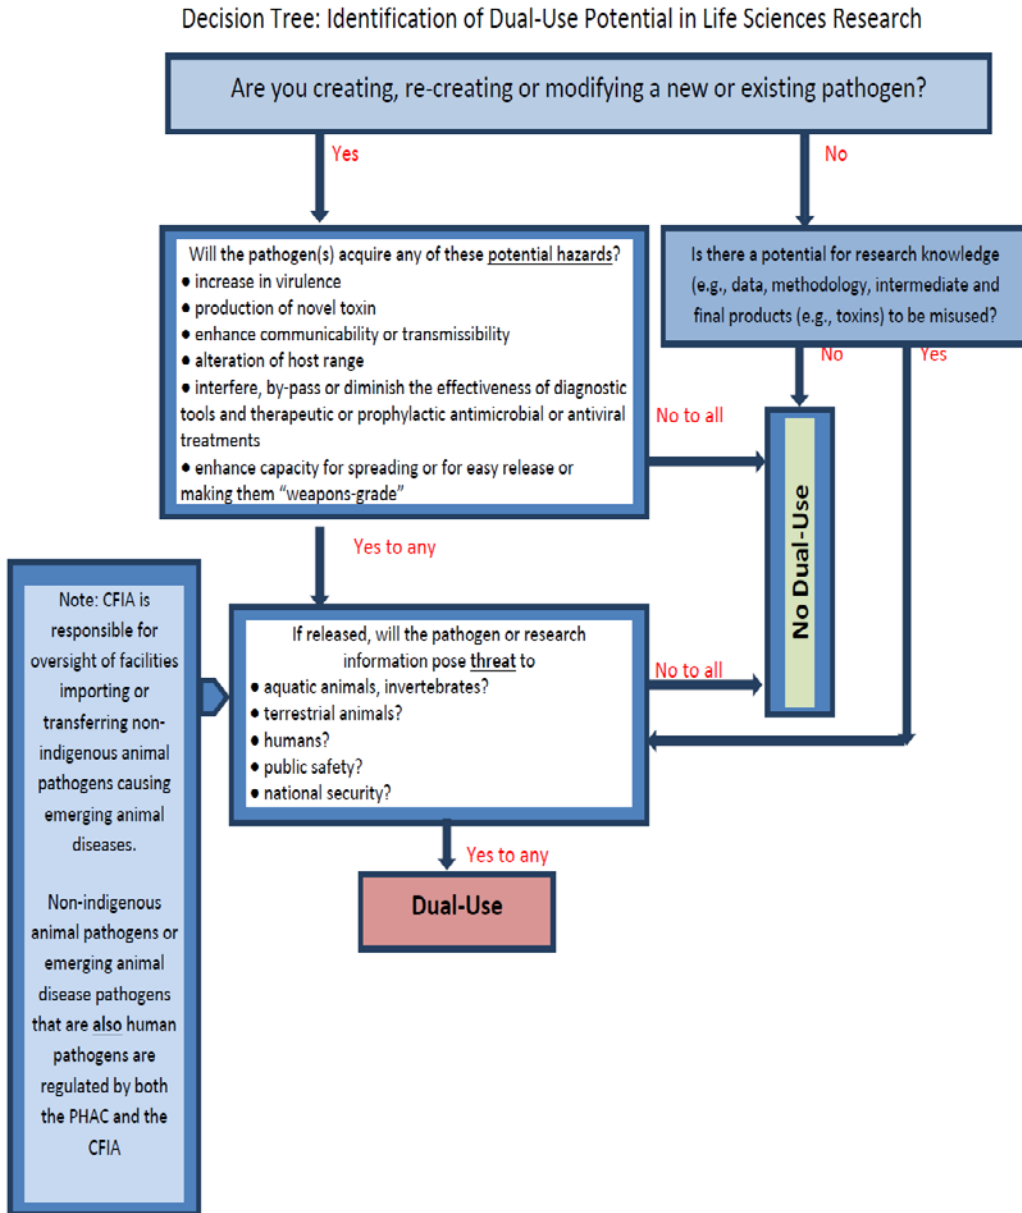 Decision Tree: Identification of Dual-Use Potential in Life Sciences Research
Are you creating, re-creating or modifying a new or existing pathogen?
Yes
No
Will the pathogen(s) acquire any of these potential hazards?
● increase in virulence
● production of novel toxin
● enhance communicability or transmissibility
● alteration of host range
● interfere, by-pass or diminish the effectiveness of diagnostic
tools and therapeutic or prophylactic antimicrobial or antiviral
treatments
● enhance capacity for spreading or for easy release or
making them “weapons-grade”
Is there a potential for research knowledge
(e.g., data, methodology, intermediate and
final products (e.g., toxins) to be misused?
No
Yes
No to all
No Dual-Use
Yes to any
Note: CFIA is
responsible for
oversight of facilities
importing or
transferring non-
indigenous animal
pathogens causing
emerging animal
diseases.
Non-indigenous
animal pathogens or
emerging animal
disease pathogens
that are also human
pathogens are
regulated by both
the PHAC and the
CFIA
If released, will the pathogen or research
information pose threat to
● aquatic animals, invertebrates?
● terrestrial animals?
● humans?
● public safety?
● national security?
No to all
Yes to any
Dual-Use